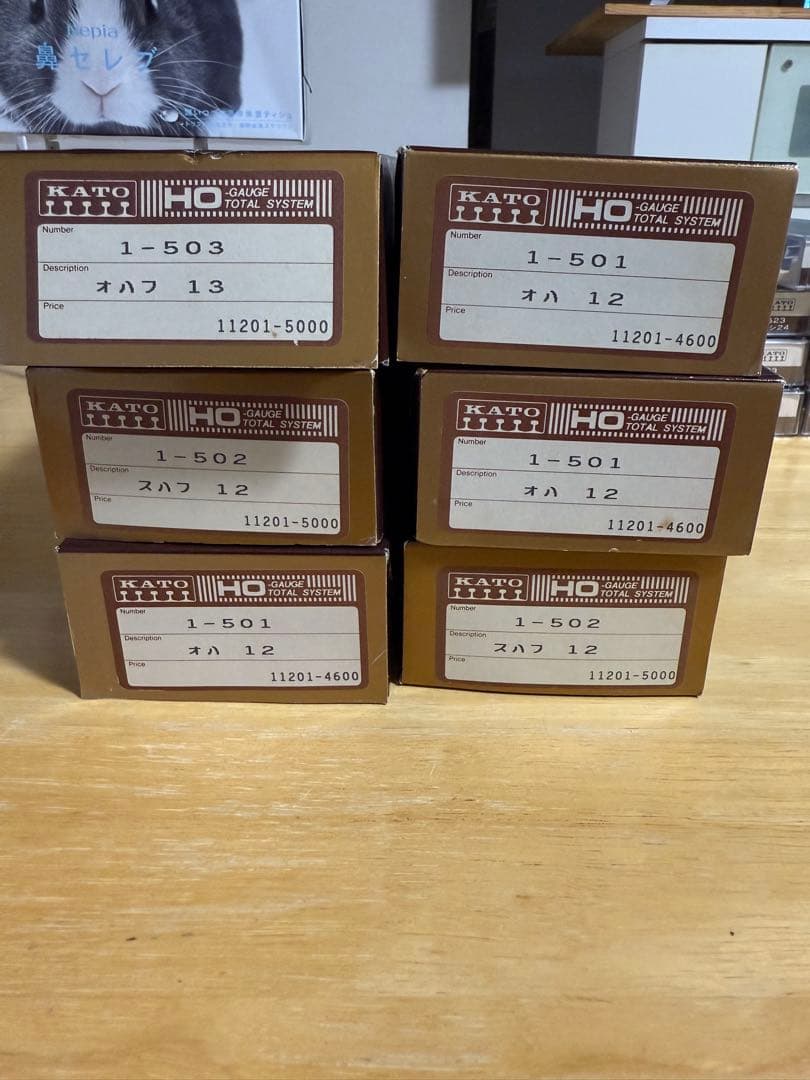 nepia
鼻セレブ
KATO HO -GAUGE TOTAL SYSTEM
Number
1-503
Description
オハフ 13
Price
11201-5000
KATO HO -GAUGE TOTAL SYSTEM
Number
1-501
Description
オハ 12
Price
11201-4600
KATO HO -GAUGE TOTAL SYSTEM
Number
1-502
Description
スハフ 12
Price
11201-5000
KATO HO -GAUGE TOTAL SYSTEM
Number
1-501
Description
オハ 12
Price
11201-4600
KATO HO -GAUGE TOTAL SYSTEM
Number
1-501
Description
オハ 12
Price
11201-4600
KATO HO -GAUGE TOTAL SYSTEM
Number
1-502
Description
スハフ 12
Price
11201-5000
KATO
KATO